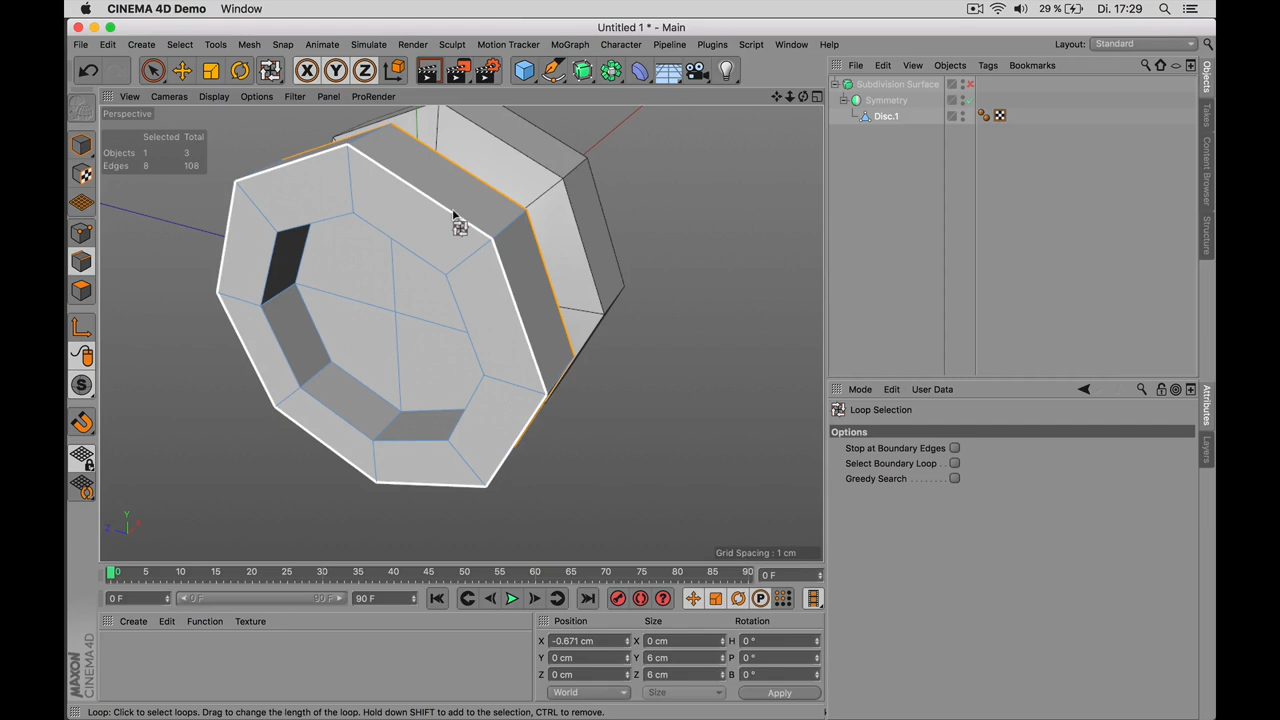 CINEMA 4D Demo Window 29 % Di. 17:29
Untitled 1 * - Main
File Edit Create Select Tools Mesh Snap Animate Simulate Render Sculpt Motion Tracker MoGraph Character Pipeline Plugins Script Window Help Layout: Standard
File Edit View Objects Tags Bookmarks
View Cameras Display Options Filter Panel ProRender
Perspective
Selected Total
Objects 1 3
Edges 8 108
Subdivision Surface
Symmetry
Disc.1
Objects
Takes
Content Browser
Structure
Mode Edit User Data
Loop Selection
Options
Stop at Boundary Edges
Select Boundary Loop
Greedy Search
Attributes
Layers
Y
Z
Grid Spacing : 1 cm
0 5 10 15 20 25 30 35 40 45 50 55 60 65 70 75 80 85 90 0 F
0 F 0 F 90 F 90 F
Create Edit Function Texture
Position Size Rotation
X -0.671 cm X 0 cm H 0 °
Y 0 cm Y 6 cm P 0 °
Z 0 cm Z 6 cm B 0 °
World Size Apply
MAXON
CINEMA 4D
Loop: Click to select loops. Drag to change the length of the loop. Hold down SHIFT to add to the selection, CTRL to remove.